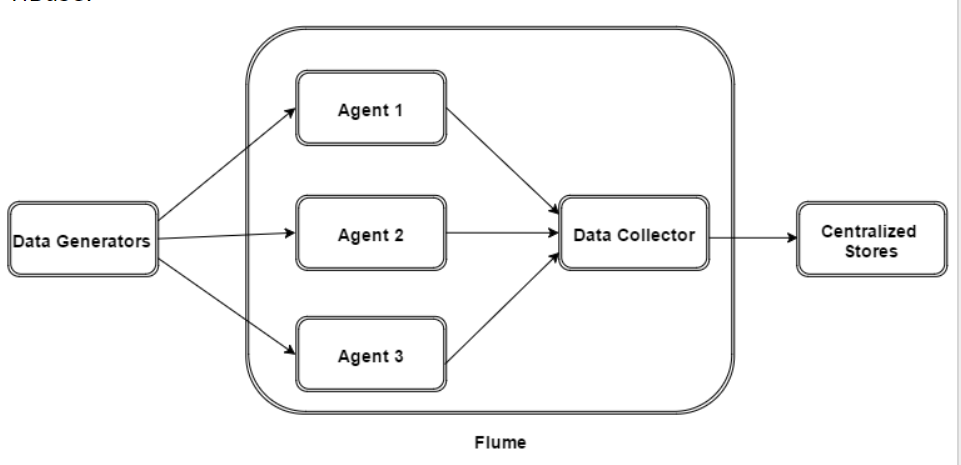 Data Generators
Agent 1
Agent 2
Agent 3
Data Collector
Centralized
Stores
Flume